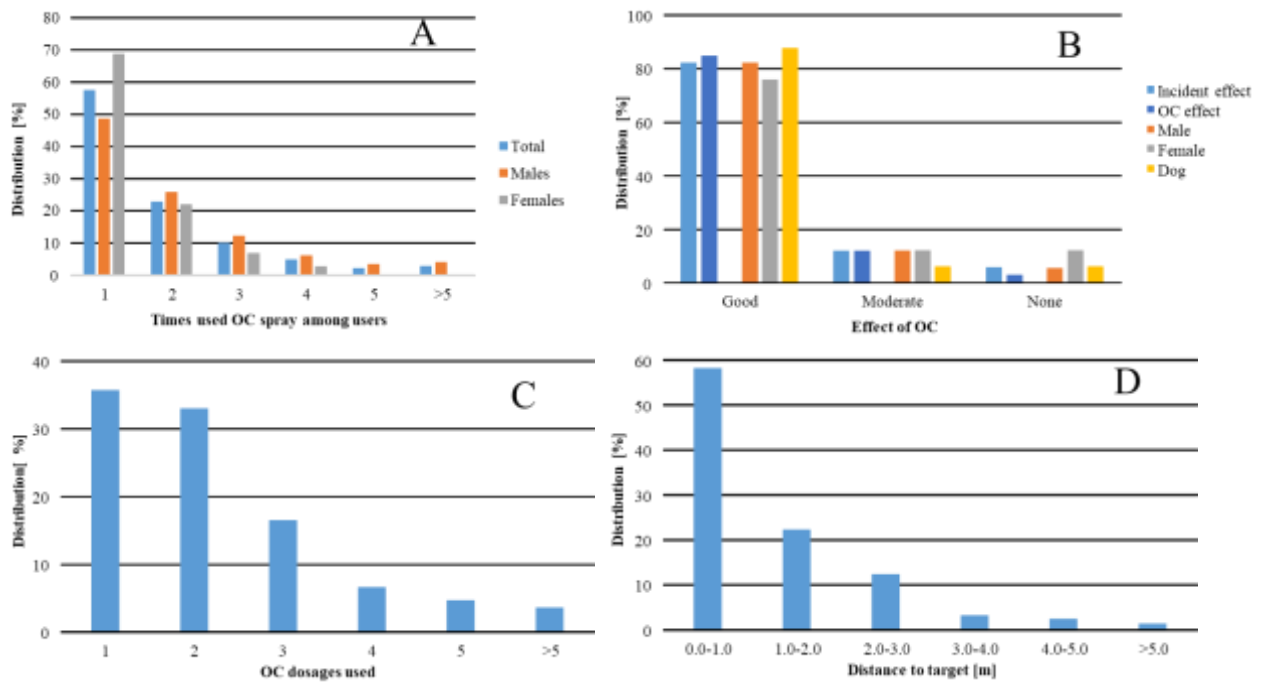 A
80
70
60
50
40
30
20
10
0
Distribution [%]
1 2 3 4 5 >5
Times used OC spray among users
Total
Males
Females
B
100
80
60
40
20
0
Distribution [%]
Good Moderate None
Effect of OC
Incident effect
OC effect
Male
Female
Dog
C
40
30
20
10
0
Distribution[ %]
1 2 3 4 5 >5
OC dosages used
D
60
50
40
30
20
10
0
Distribution [%]
0.0-1.0 1.0-2.0 2.0-3.0 3.0-4.0 4.0-5.0 >5.0
Distance to target [m]